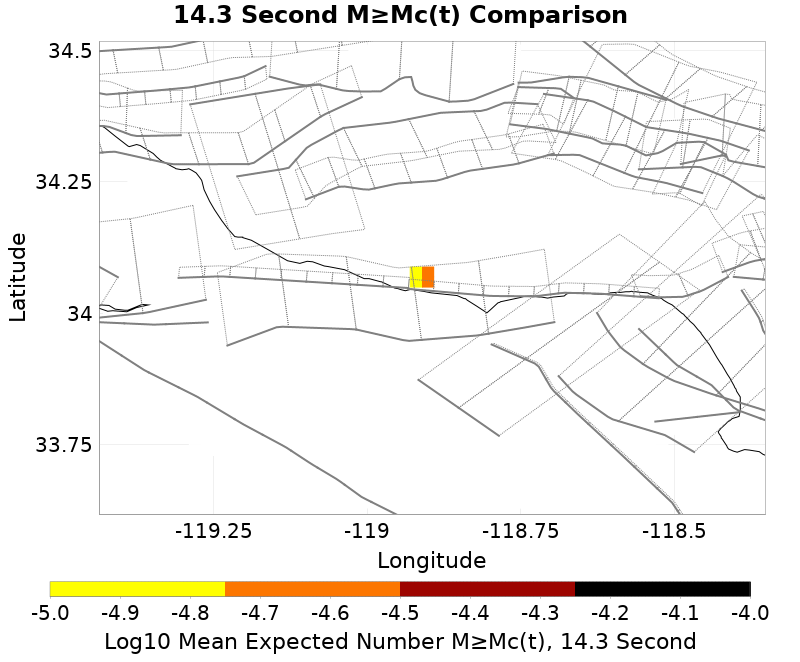 14.3 Second M≥Mc(t) Comparison
34.5
34.25
34
33.75
Latitude
-119.25 -119 -118.75 -118.5
Longitude
-5.0 -4.9 -4.8 -4.7 -4.6 -4.5 -4.4 -4.3 -4.2 -4.1 -4.0
Log10 Mean Expected Number M≥Mc(t), 14.3 Second